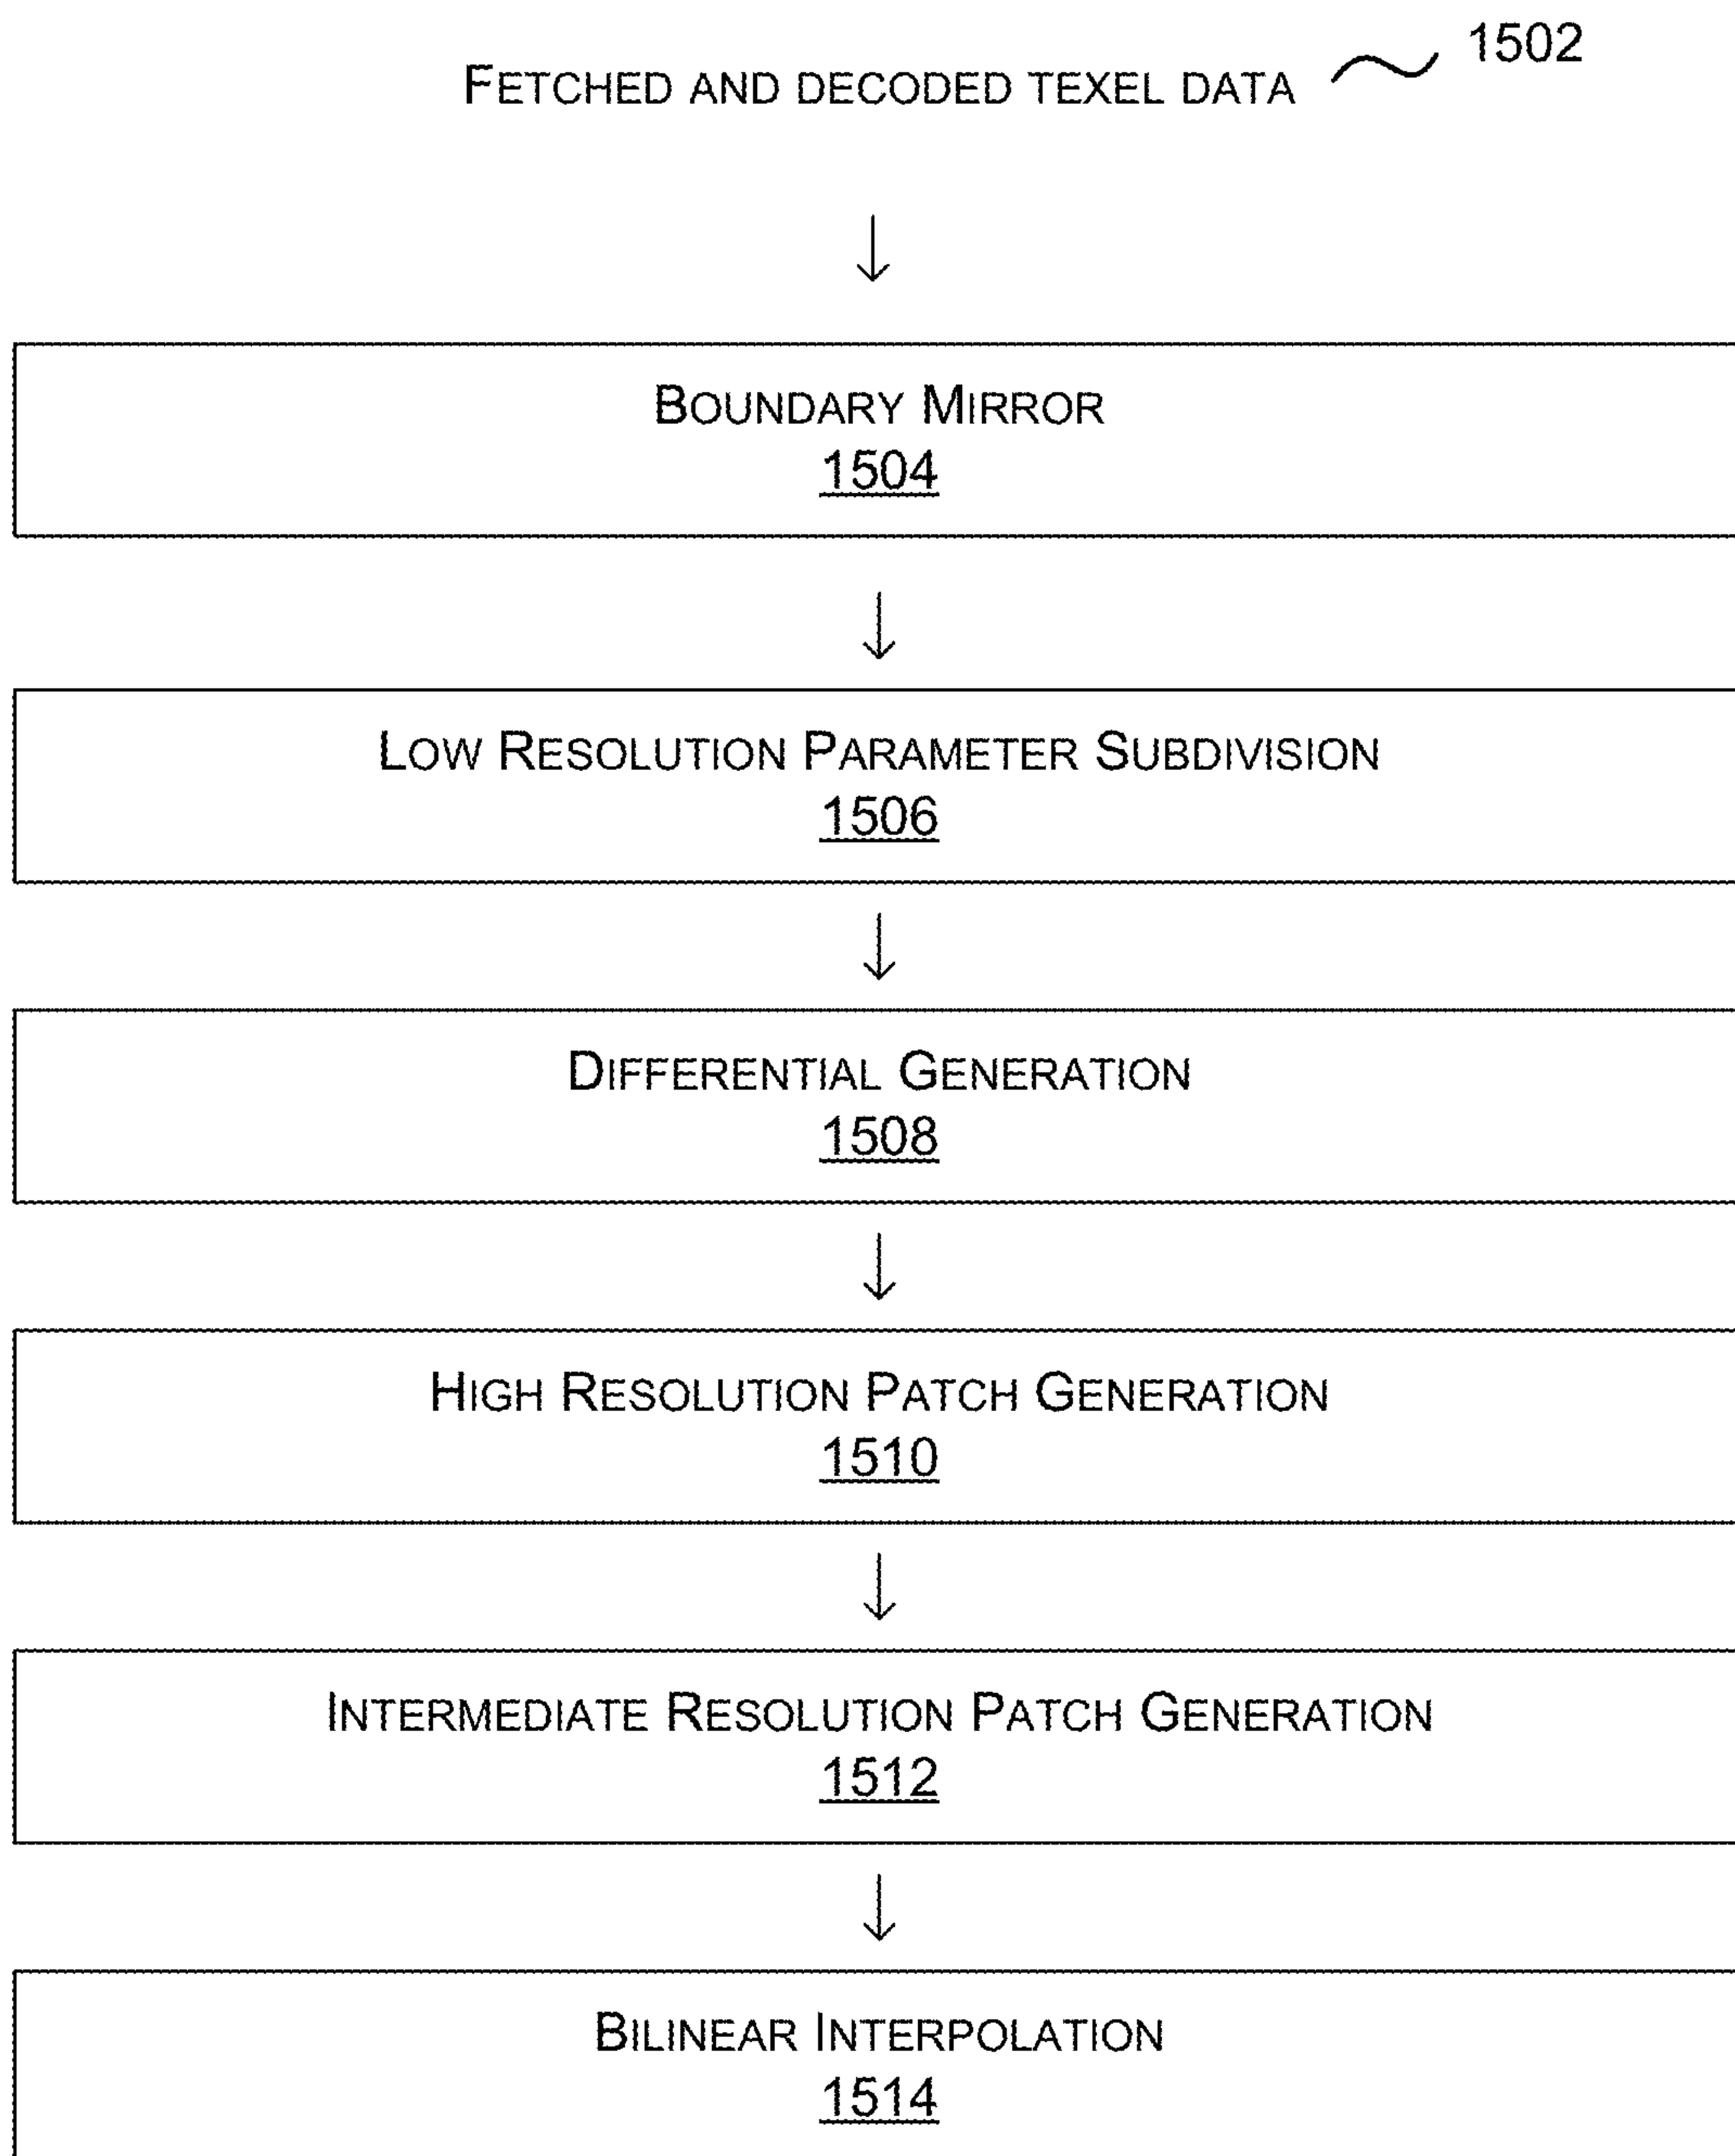 FETCHED AND DECODED TEXEL DATA 1502
BOUNDARY MIRROR
1504
LOW RESOLUTION PARAMETER SUBDIVISION
1506
DIFFERENTIAL GENERATION
1508
HIGH RESOLUTION PATCH GENERATION
1510
INTERMEDIATE RESOLUTION PATCH GENERATION
1512
BILINEAR INTERPOLATION
1514